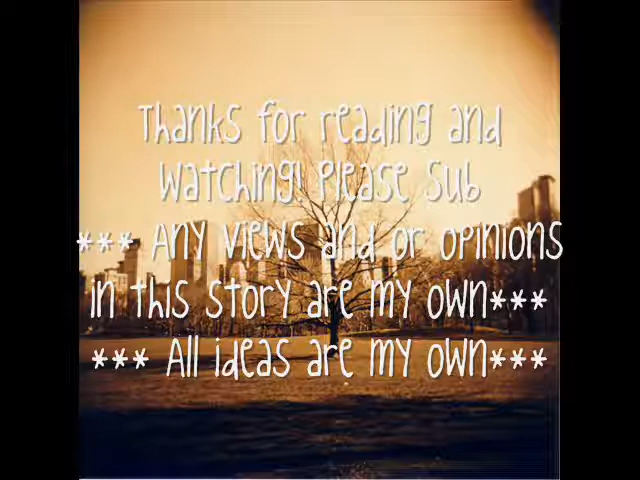 Thanks for reading and
watching! Please Sub
*** Any views and or opinions
in this story are my own***
*** All ideas are my own***